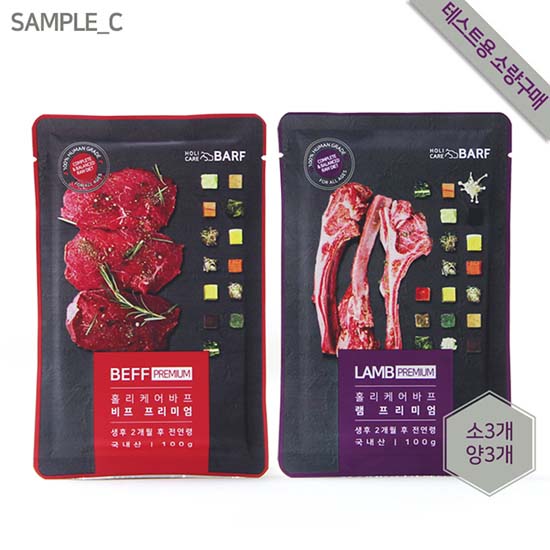 SAMPLE_C
테스트용 소량구매
100% HUMAN GRADE
COMPLETE
& BALANCED
RAW DIET
FOR ALL AGES
HOLI
CARE BARF
BEFF PREMIUM
홀리케어바프
비프 프리미엄
생후 2개월 후 전연령
국내산 | 100g
100% HUMAN GRADE
COMPLETE
& BALANCED
RAW DIET
FOR ALL AGES
HOLI
CARE BARF
LAMB PREMIUM
홀리케어바프
램 프리미엄
생후 2개월 후 전연령
국내산 | 100g
소3개
양3개